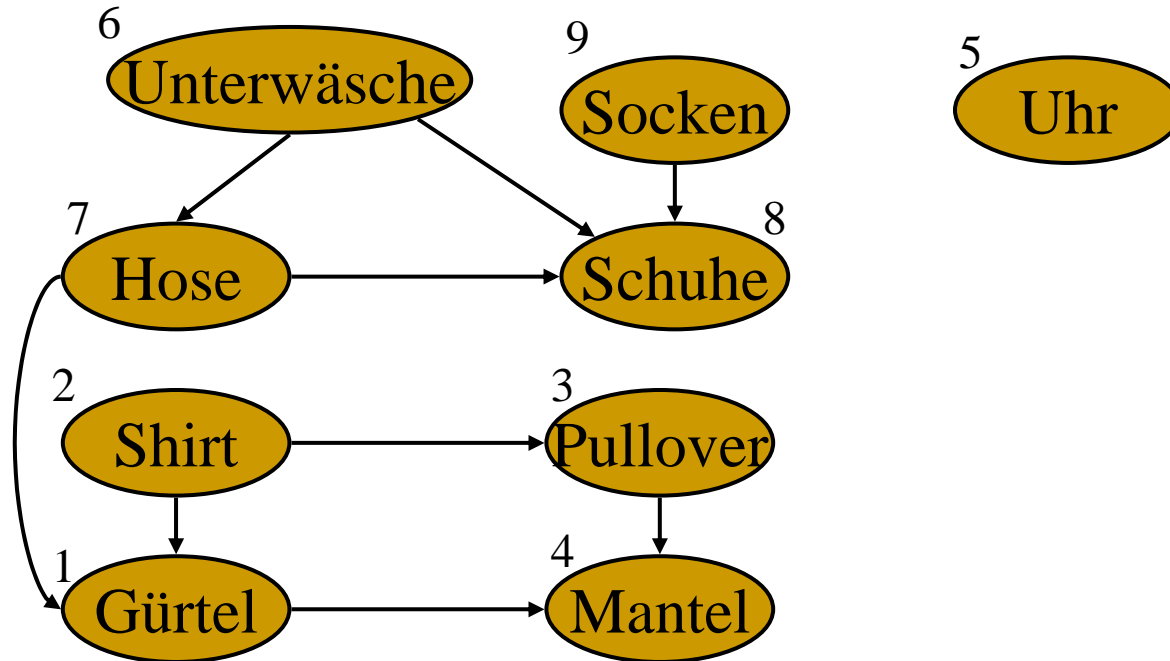 6
Unterwäsche
9
Socken
5
Uhr
7
Hose
8
Schuhe
2
Shirt
3
Pullover
1
Gürtel
4
Mantel